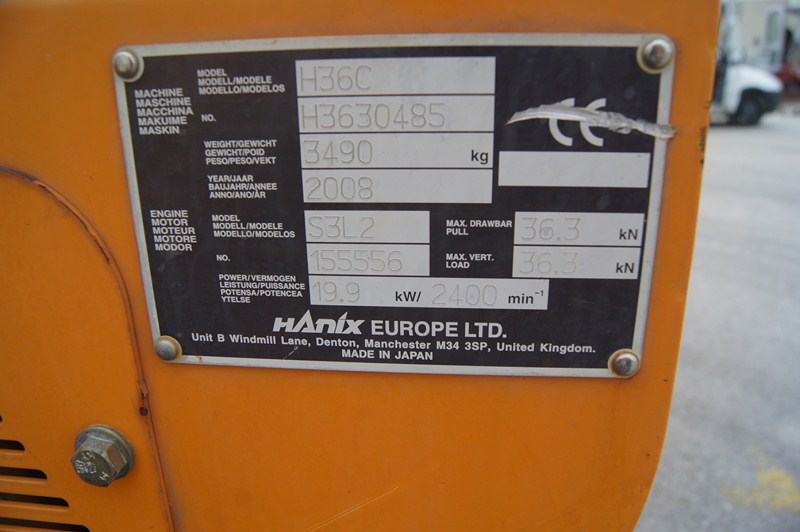 MACHINE
MASCHINE
MACCHINA
MAKUIME
MASKIN
MODEL
MODELL/MODELE
MODELLO/MODELOS
H36C
NO.
H3630485
WEIGHT/GEWICHT
GEWICHT/POID
PESO/PESO/VEKT
3490 kg
YEAR/JAAR
BAUJAHR/ANNEE
ANNO/ANO/ÅR
2008
CE
ENGINE
MOTOR
MOTEUR
MOTORE
MODOR
MODEL
MODELL/MODELE
MODELLO/MODELOS
S3L2
NO.
155556
POWER/VERMOGEN
LEISTUNG/PUISSANCE
POTENSA/POTENCEA
YTELSE
19.9 kW/ 2400 min⁻¹
MAX. DRAWBAR
PULL
36.3 kN
MAX. VERT.
LOAD
36.3 kN
HANIX EUROPE LTD.
Unit B Windmill Lane, Denton, Manchester M34 3SP, United Kingdom.
MADE IN JAPAN